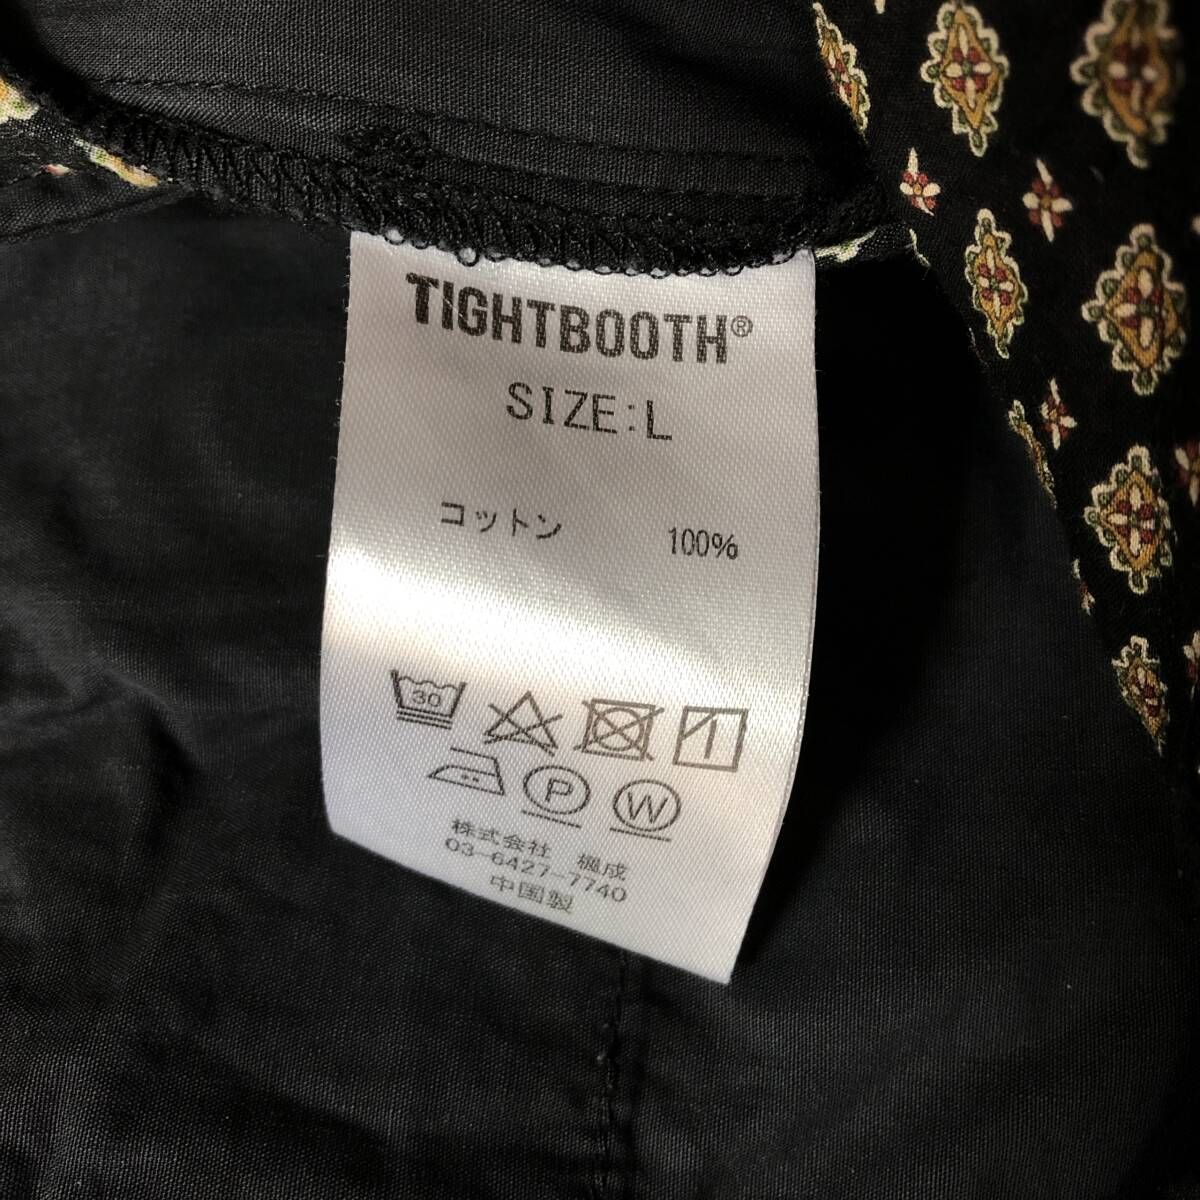 TIGHTBOOTH®
SIZE:L
コットン 100%
30
P W
株式会社 楓成
03-6427-7740
中国製